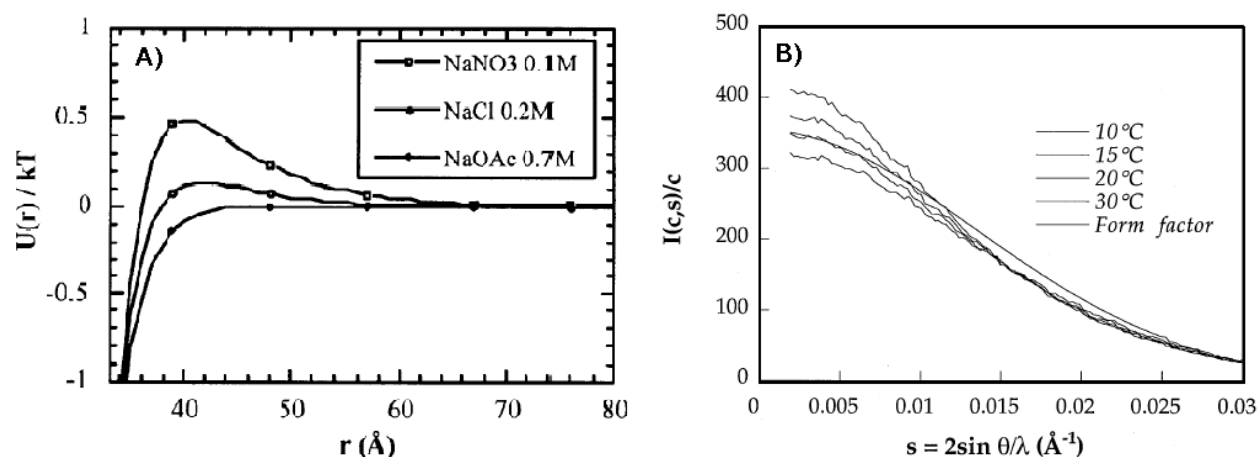 A)
1
0.5
0
-0.5
-1
U(r) / kT
NaNO3 0.1M
NaCl 0.2M
NaOAc 0.7M
40 50 60 70 80
r (Å)
B)
500
400
300
200
100
0
I(c,s)/c
10°C
15°C
20°C
30°C
Form factor
0 0.005 0.01 0.015 0.02 0.025 0.03
s = 2sin θ/λ (Å-1)